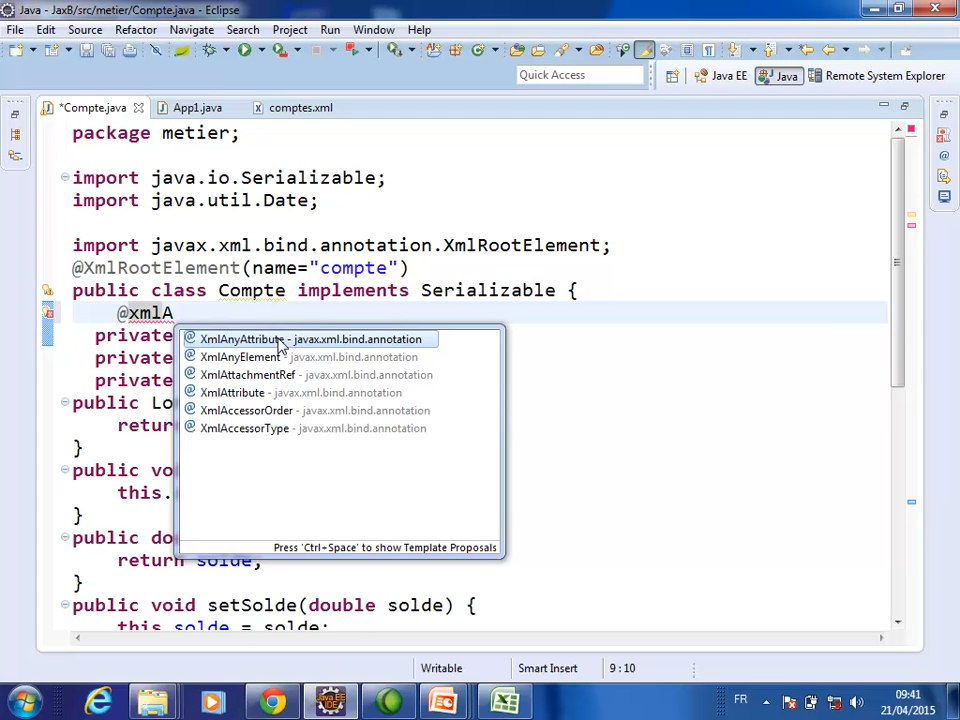 Java - JaxB/src/metier/Compte.java - Eclipse
File Edit Source Refactor Navigate Search Project Run Window Help
Quick Access
Java EE Java Remote System Explorer
*Compte.java App1.java comptes.xml
package metier;
import java.io.Serializable;
import java.util.Date;
import javax.xml.bind.annotation.XmlRootElement;
@XmlRootElement(name="compte")
public class Compte implements Serializable {
@xmlA
private
XmlAnyAttribute - javax.xml.bind.annotation
private
XmlAnyElement - javax.xml.bind.annotation
private
XmlAttachmentRef - javax.xml.bind.annotation
XmlAttribute - javax.xml.bind.annotation
public Lo
XmlAccessorOrder - javax.xml.bind.annotation
retur
XmlAccessorType - javax.xml.bind.annotation
}
public vo
this.
}
public do
Press 'Ctrl+Space' to show Template Proposals
return solde;
}
public void setSolde(double solde) {
this.solde = solde;
Writable Smart Insert 9 : 10
FR 09:41
21/04/2015